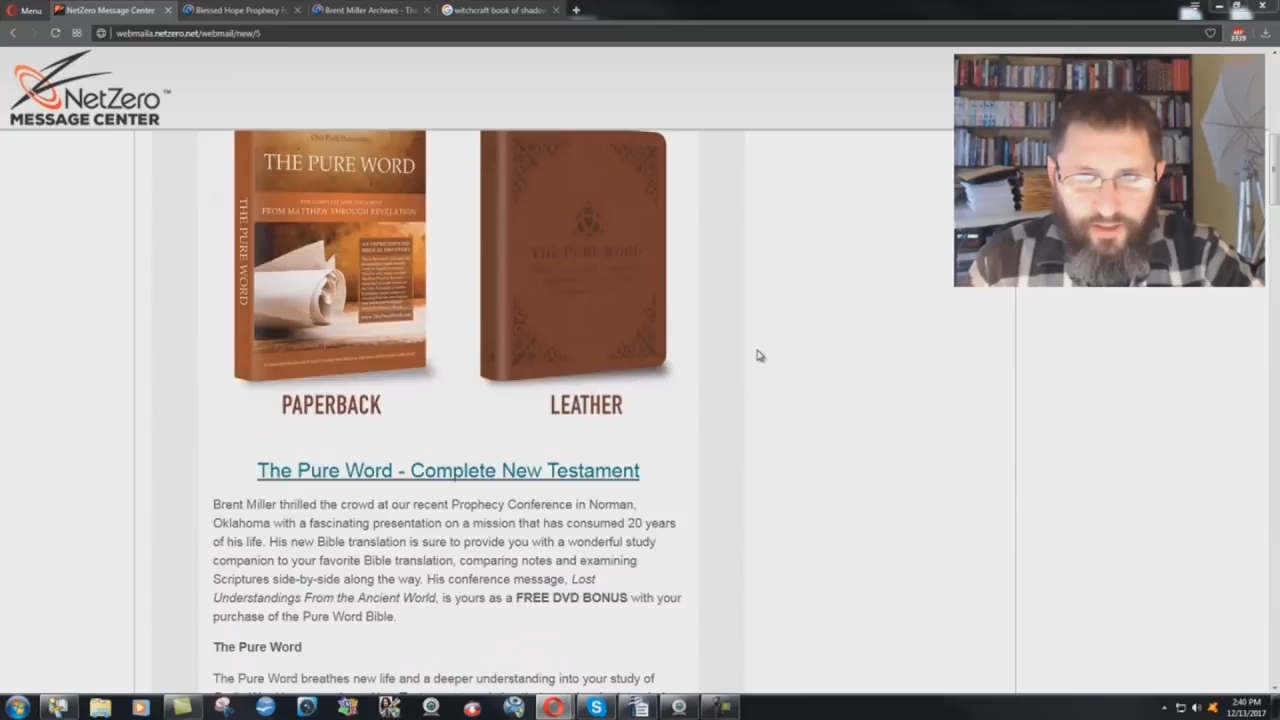 Menu
NetZero Message Center
Blessed Hope Prophecy F
Brent Miller Archives - The
witchcraft book of shadow
webmaila.netzero.net/webmail/new/5
NetZero™
MESSAGE CENTER
THE PURE WORD
THE COMPLETE NEW TESTAMENT
FROM MATTHEW THROUGH REVELATION
THE PURE WORD
THE PURE WORD
PAPERBACK
LEATHER
The Pure Word - Complete New Testament
Brent Miller thrilled the crowd at our recent Prophecy Conference in Norman,
Oklahoma with a fascinating presentation on a mission that has consumed 20 years
of his life. His new Bible translation is sure to provide you with a wonderful study
companion to your favorite Bible translation, comparing notes and examining
Scriptures side-by-side along the way. His conference message, Lost
Understandings From the Ancient World, is yours as a FREE DVD BONUS with your
purchase of the Pure Word Bible.
The Pure Word
The Pure Word breathes new life and a deeper understanding into your study of
2:40 PM
12/13/2017